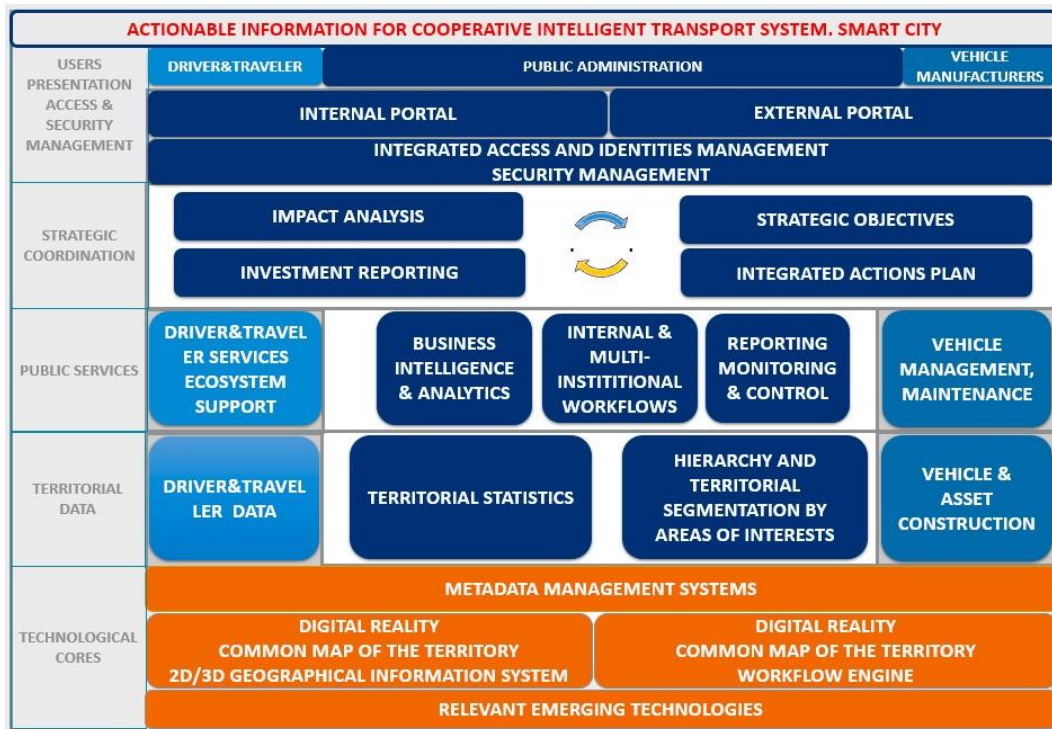 ACTIONABLE INFORMATION FOR COOPERATIVE INTELLIGENT TRANSPORT SYSTEM. SMART CITY
USERS
PRESENTATION
ACCESS &
SECURITY
MANAGEMENT
DRIVER&TRAVELER
PUBLIC ADMINISTRATION
VEHICLE
MANUFACTURERS
INTERNAL PORTAL
EXTERNAL PORTAL
INTEGRATED ACCESS AND IDENTITIES MANAGEMENT
SECURITY MANAGEMENT
STRATEGIC
COORDINATION
IMPACT ANALYSIS
STRATEGIC OBJECTIVES
INVESTMENT REPORTING
INTEGRATED ACTIONS PLAN
PUBLIC SERVICES
DRIVER&TRAVEL
ER SERVICES
ECOSYSTEM
SUPPORT
BUSINESS
INTELLIGENCE
& ANALYTICS
INTERNAL &
MULTI-
INSTITITIONAL
WORKFLOWS
REPORTING
MONITORING
& CONTROL
VEHICLE
MANAGEMENT,
MAINTENANCE
TERRITORIAL
DATA
DRIVER&TRAVEL
LER DATA
TERRITORIAL STATISTICS
HIERARCHY AND
TERRITORIAL
SEGMENTATION BY
AREAS OF INTERESTS
VEHICLE &
ASSET
CONSTRUCTION
TECHNOLOGICAL
CORES
METADATA MANAGEMENT SYSTEMS
DIGITAL REALITY
COMMON MAP OF THE TERRITORY
2D/3D GEOGRAPHICAL INFORMATION SYSTEM
DIGITAL REALITY
COMMON MAP OF THE TERRITORY
WORKFLOW ENGINE
RELEVANT EMERGING TECHNOLOGIES